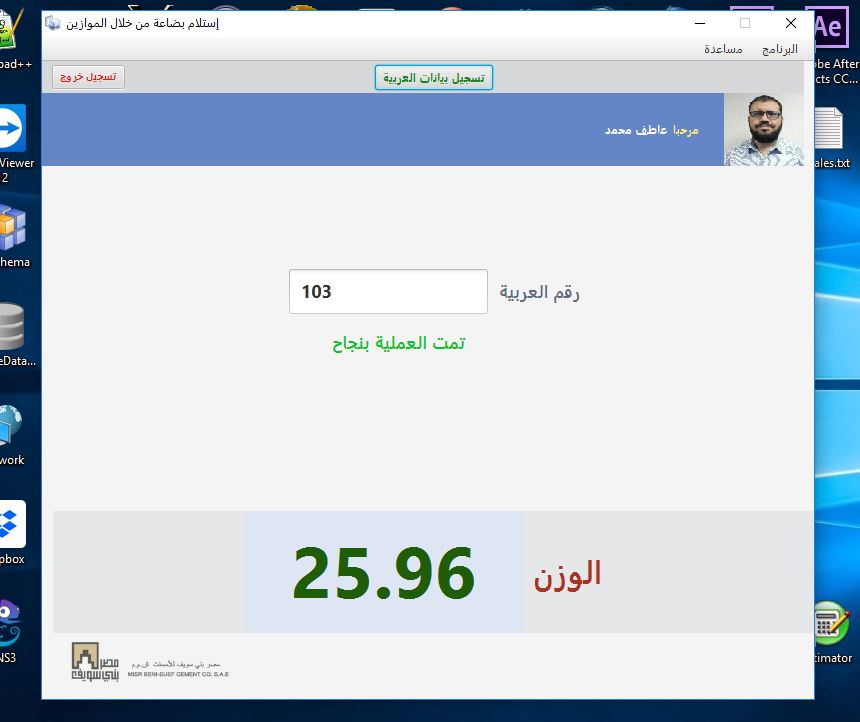 إستلام بضاعة من خلال الموازين
البرنامج مساعدة
تسجيل بيانات العربية
تسجيل خروج
مرحبا عاطف محمد
رقم العربية 103
تمت العملية بنجاح
الوزن 25.96
مصر بني سويف
مصر بني سويف للأسمنت ش.م.م
MISR BENI-SUEF CEMENT CO. S.A.E
pad++
Viewer
2
hema
eData...
work
pbox
NS3
Ae
be After
cts CC...
ales.txt
timator